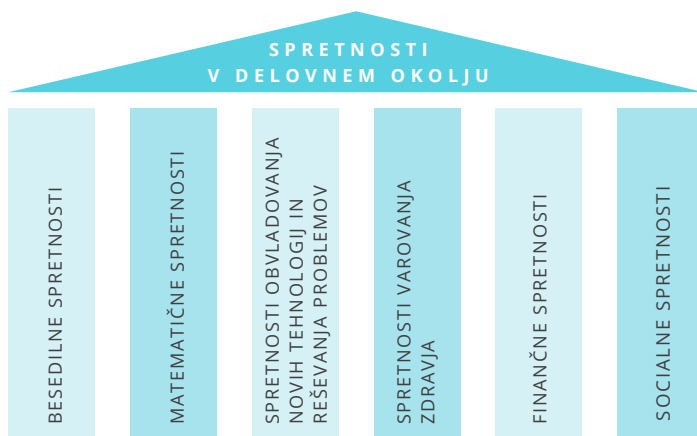 SPRETNOSTI
V DELOVNEM OKOLJU
BESEDILNE SPRETNOSTI
MATEMATIČNE SPRETNOSTI
SPRETNOSTI OBVLADOVANJA
NOVIH TEHNOLOGIJ IN
REŠEVANJA PROBLEMOV
SPRETNOSTI VAROVANJA
ZDRAVJA
FINANČNE SPRETNOSTI
SOCIALNE SPRETNOSTI